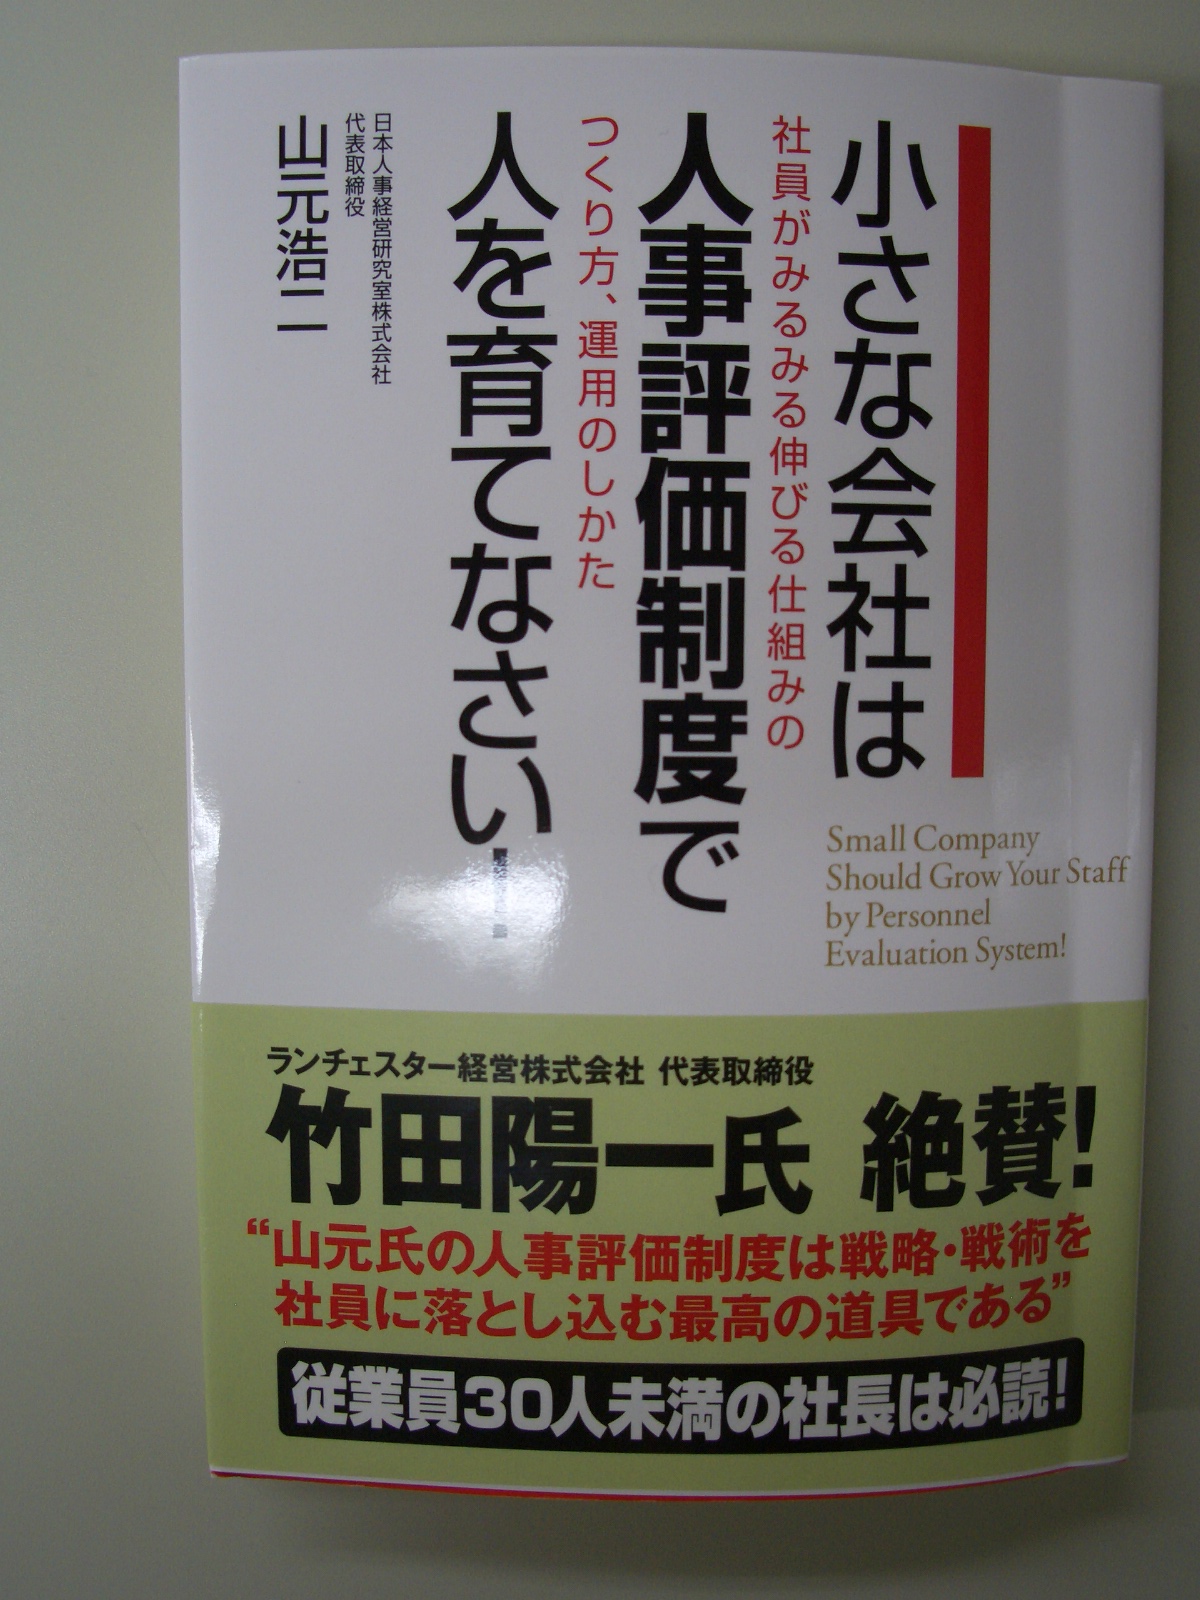 小さな会社は
社員がみるみる伸びる仕組みの
人事評価制度で
つくり方、運用のしかた
人を育てなさい!
日本人事経営研究室株式会社
代表取締役
山元浩二
Small Company
Should Grow Your Staff
by Personnel
Evaluation System!
ランチェスター経営株式会社 代表取締役
竹田陽一氏 絶賛!
“山元氏の人事評価制度は戦略・戦術を
社員に落とし込む最高の道具である”
従業員30人未満の社長は必読!